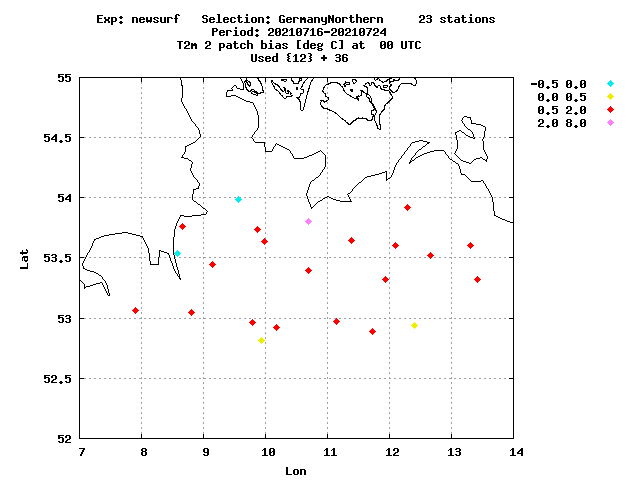 Exp: newsurf   Selection: GermanyNorthern     23 stations
Period: 20210716-20210724
T2m 2 patch bias [deg C] at  00 UTC
Used {12} + 36
-0.5 0.0
0.0 0.5
0.5 2.0
2.0 8.0
55
54.5
54
53.5
53
52.5
52
Lat
7 8 9 10 11 12 13 14
Lon